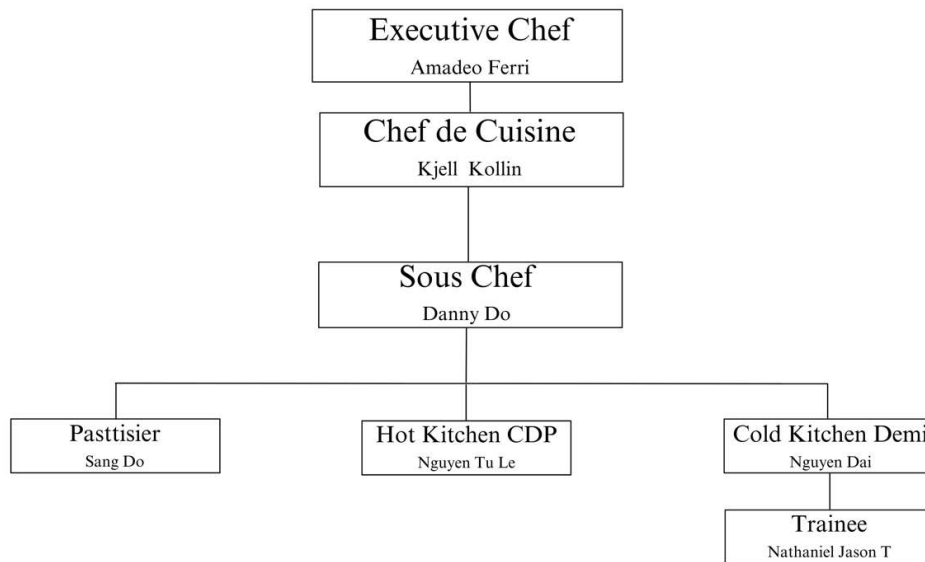 Executive Chef
Amadeo Ferri
Chef de Cuisine
Kjell Kollin
Sous Chef
Danny Do
Pasttisier
Sang Do
Hot Kitchen CDP
Nguyen Tu Le
Cold Kitchen Demi
Nguyen Dai
Trainee
Nathaniel Jason T